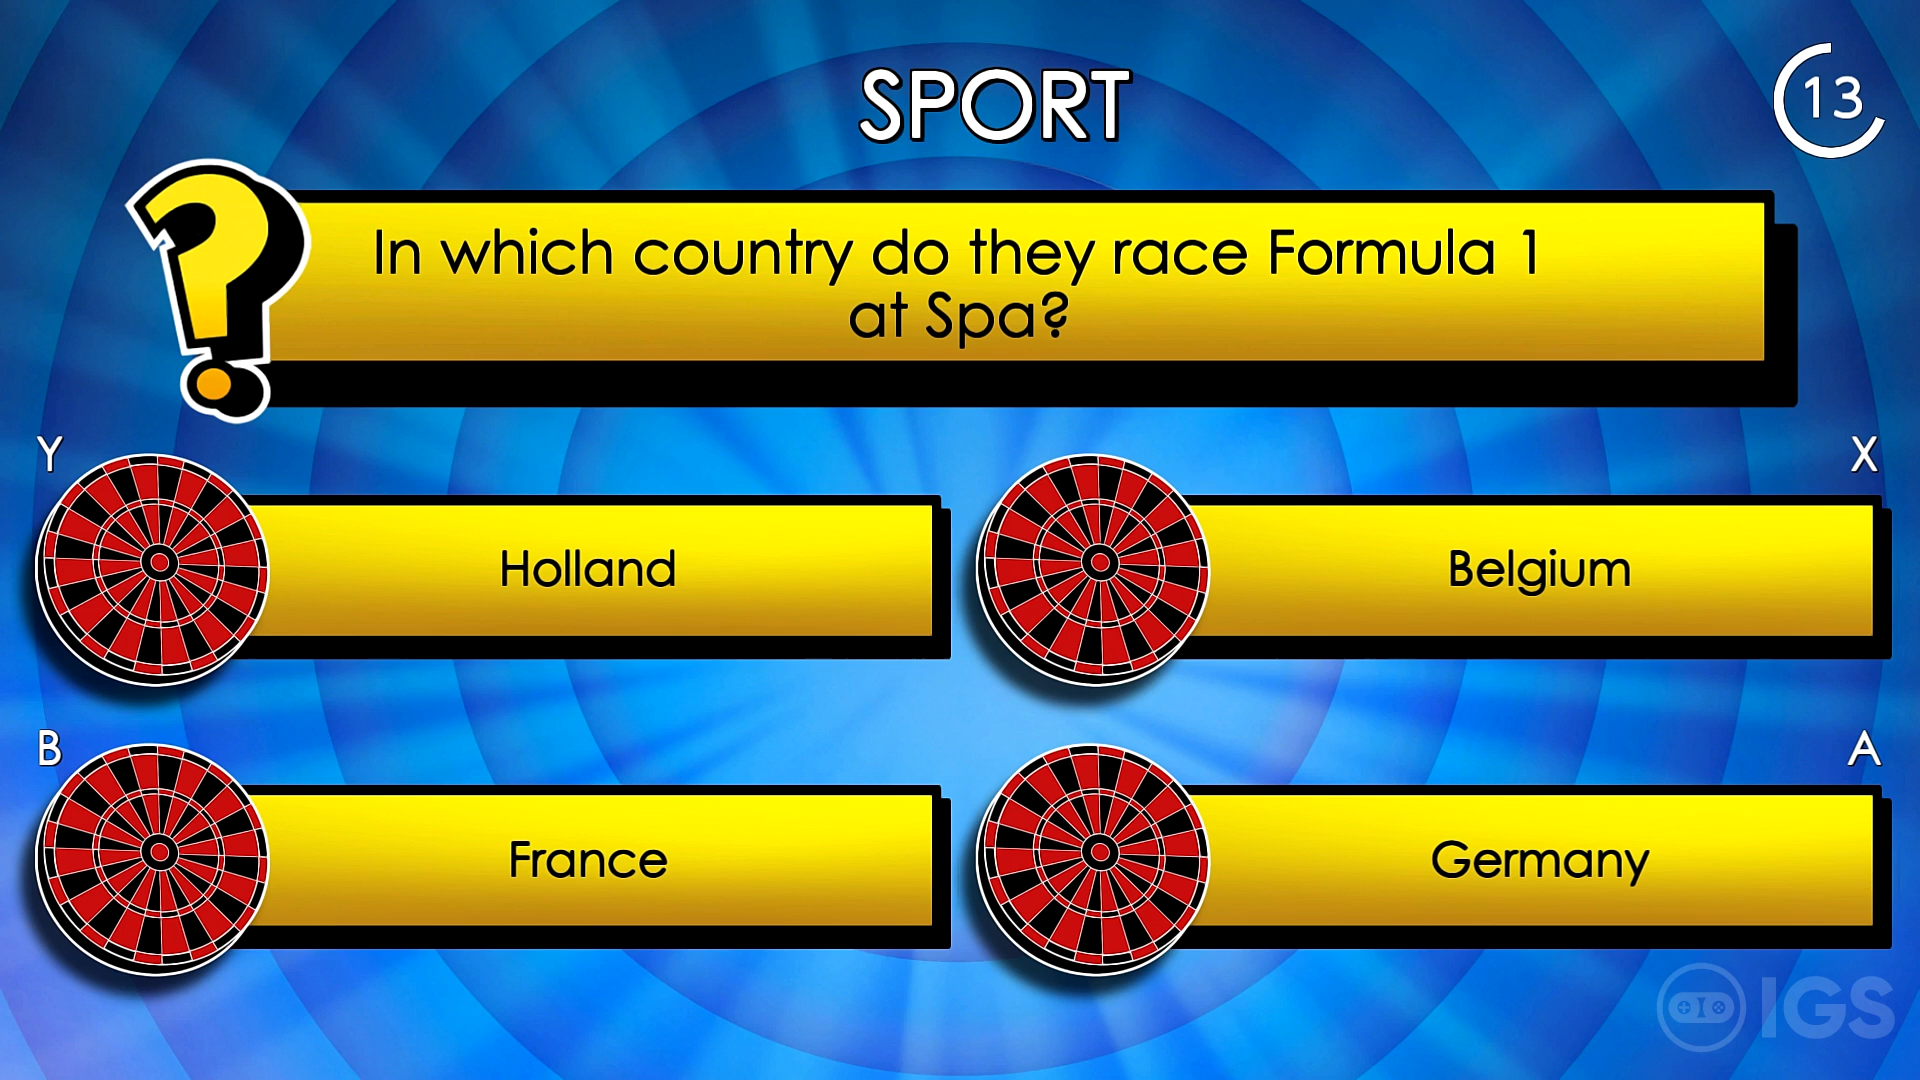 SPORT
13
In which country do they race Formula 1
at Spa?
Y
Holland
X
Belgium
B
France
A
Germany
IGS